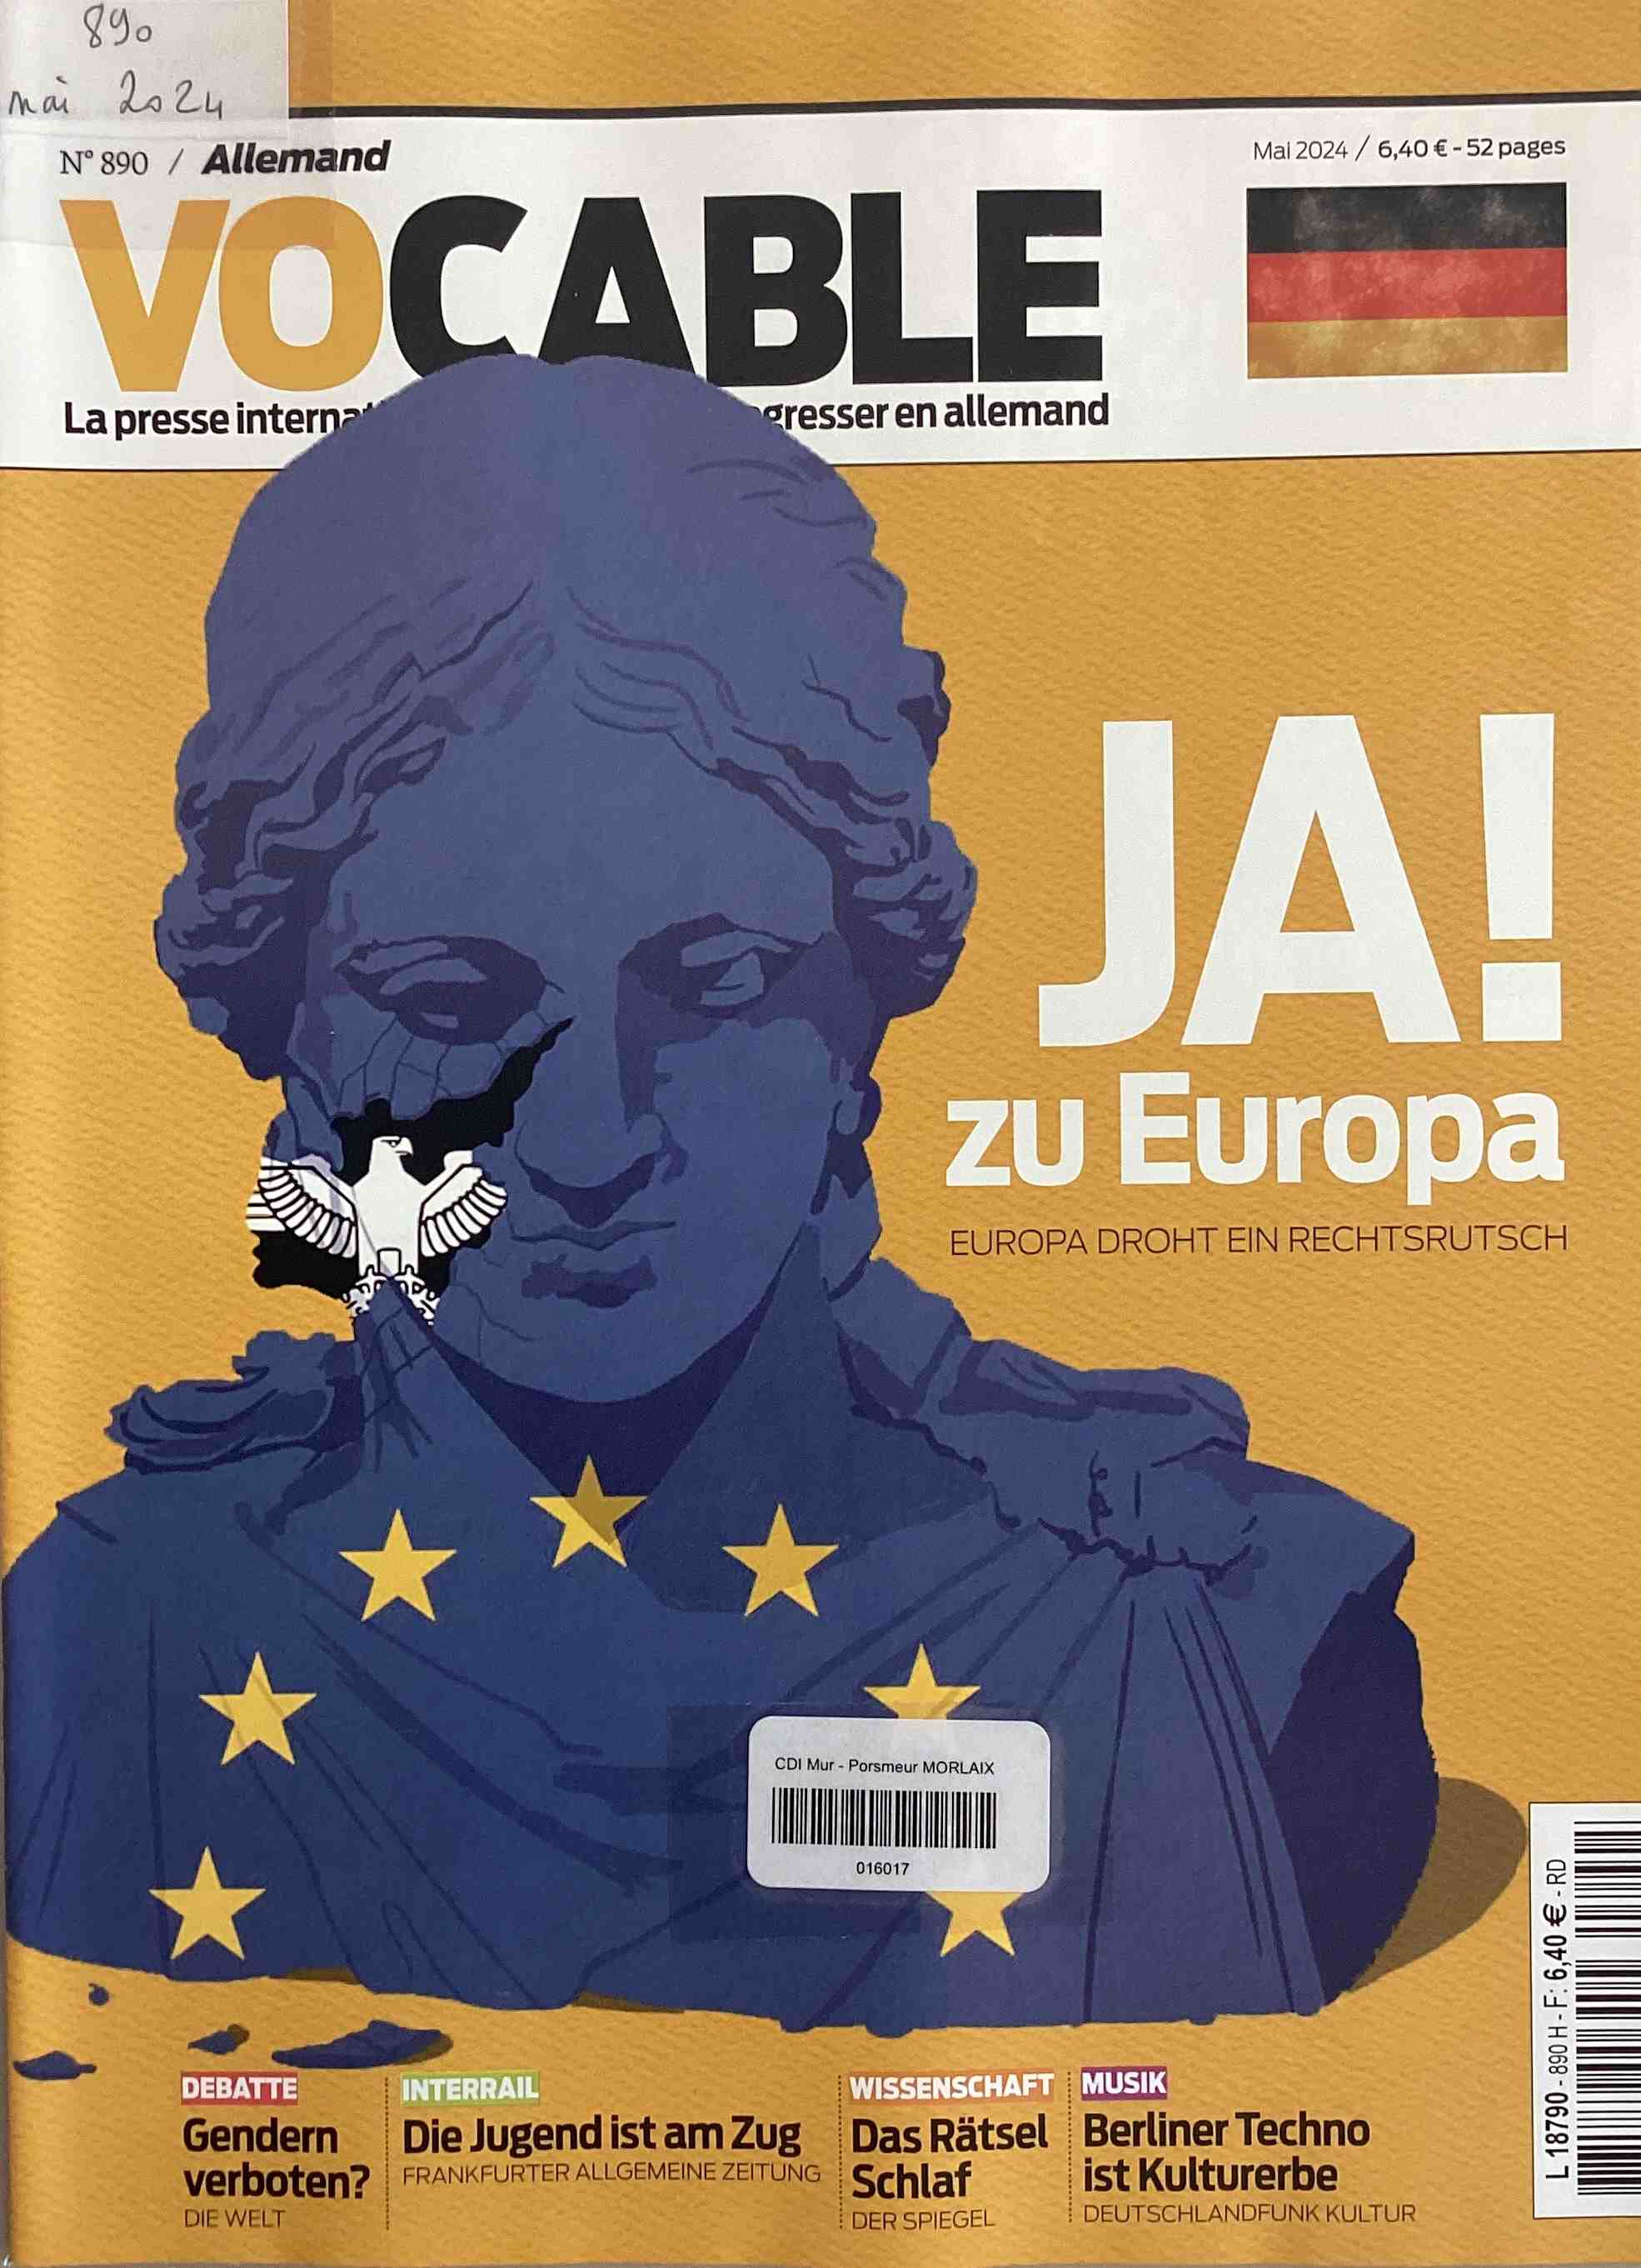 890
mai 2024
N° 890 / Allemand
Mai 2024 / 6,40 € - 52 pages
VOCABLE
La presse interna
gresser en allemand
JA!
zu Europa
EUROPA DROHT EIN RECHTSRUTSCH
CDI Mur - Porsmeur MORLAIX
016017
L 18790 - 890 H - F: 6,40 € - RD
DEBATTE
Gendern
verboten?
DIE WELT
INTERRAIL
Die Jugend ist am Zug
FRANKFURTER ALLGEMEINE ZEITUNG
WISSENSCHAFT
Das Rätsel
Schlaf
DER SPIEGEL
MUSIK
Berliner Techno
ist Kulturerbe
DEUTSCHLANDFUNK KULTUR